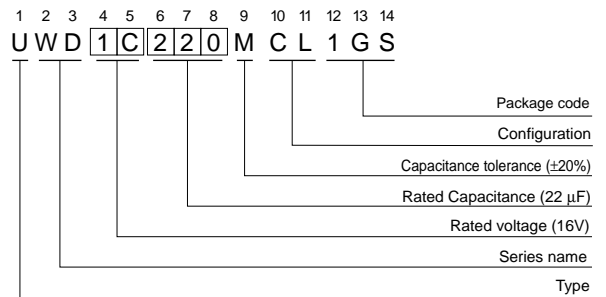 1 2 3 4 5 6 7 8 9 10 11 12 13 14
U W D 1 C 2 2 0 M C L 1 G S
Package code
Configuration
Capacitance tolerance (±20%)
Rated Capacitance (22 µF)
Rated voltage (16V)
Series name
Type